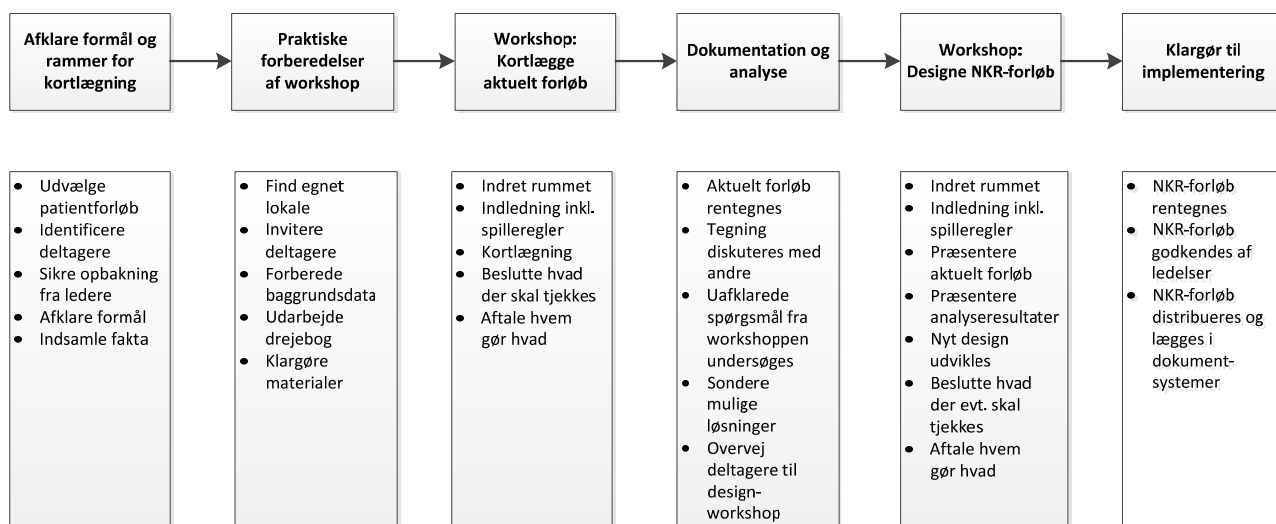 Afklare formål og
rammer for
kortlægning
Praktiske
forberedelser
af workshop
Workshop:
Kortlægge
aktuelt forløb
Dokumentation og
analyse
Workshop:
Designe NKR-forløb
Klargør til
implementering
• Udvælge
patientforløb
• Identificere
deltagere
• Sikre opbakning
fra ledere
• Afklare formål
• Indsamle fakta
• Find egnet
lokale
• Invitere
deltagere
• Forberede
baggrundsdata
• Udarbejde
drejebog
• Klargøre
materialer
• Indret rummet
• Indledning inkl.
spilleregler
• Kortlægning
• Beslutte hvad
der skal tjekkes
• Aftale hvem
gør hvad
• Aktuelt forløb
rentegnes
• Tegning
diskuteres med
andre
• Uafklarede
spørgsmål fra
workshoppen
undersøges
• Sondere
mulige
løsninger
• Overvej
deltagere til
design-
workshop
• Indret rummet
• Indledning inkl.
spilleregler
• Præsentere
aktuelt forløb
• Præsentere
analyseresultater
• Nyt design
udvikles
• Beslutte hvad
der evt. skal
tjekkes
• Aftale hvem
gør hvad
• NKR-forløb
rentegnes
• NKR-forløb
godkendes af
ledelser
• NKR-forløb
distribueres og
lægges i
dokument-
systemer